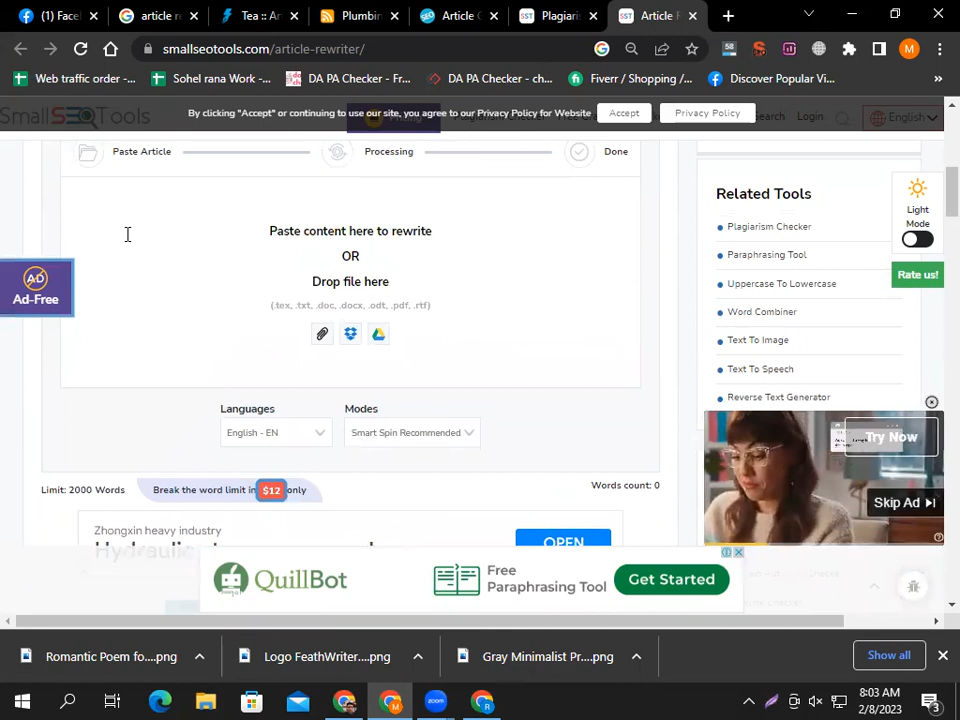 (1) Face
article re
Tea :: Ar
Plumbin
Article C
Plagiaris
Article R
smallseotools.com/article-rewriter/
58
M
Web traffic order -...
Sohel rana Work -...
DA PA Checker - Fr...
DA PA Checker - ch...
Fiverr / Shopping /...
Discover Popular Vi...
»
SmallSEOTools
By clicking "Accept" or continuing to use our site, you agree to our Privacy Policy for Website
Accept
Privacy Policy
Search
Login
English
Paste Article
Processing
Done
Paste content here to rewrite
OR
Drop file here
(.tex, .txt, .doc, .docx, .odt, .pdf, .rtf)
AD
Ad-Free
Related Tools
Plagiarism Checker
Paraphrasing Tool
Uppercase To Lowercase
Word Combiner
Text To Image
Text To Speech
Reverse Text Generator
Light
Mode
Rate us!
Languages
Modes
English - EN
Smart Spin Recommended
Limit: 2000 Words
Break the word limit in $12 only
Words count: 0
Try Now
Skip Ad
Zhongxin heavy industry
OPEN
QuillBot
Free
Paraphrasing Tool
Get Started
Romantic Poem fo....png
Logo FeathWriter....png
Gray Minimalist Pr....png
Show all
zoom
8:03 AM
2/8/2023
3